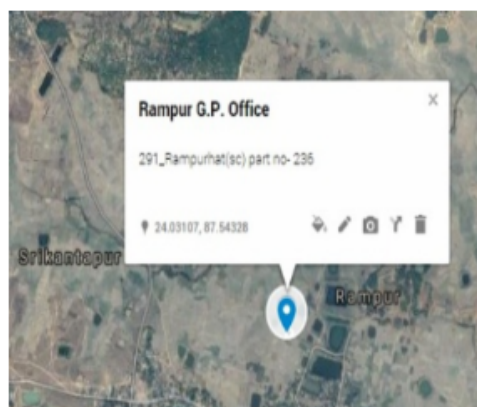 Rampur G.P. Office
291_Rampurhat(sc) part no- 236
24.03107, 87.54328
Srikantapur
Rampur